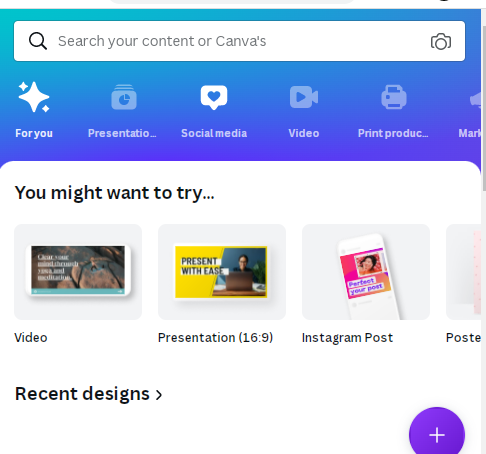 Search your content or Canva's
For you
Presentatio...
Social media
Video
Print produc...
Mark
You might want to try...
Clear your
mind through
yoga and
meditation.
PRESENT
WITH EASE
Perfect
your post
Video
Presentation (16:9)
Instagram Post
Poste
Recent designs >